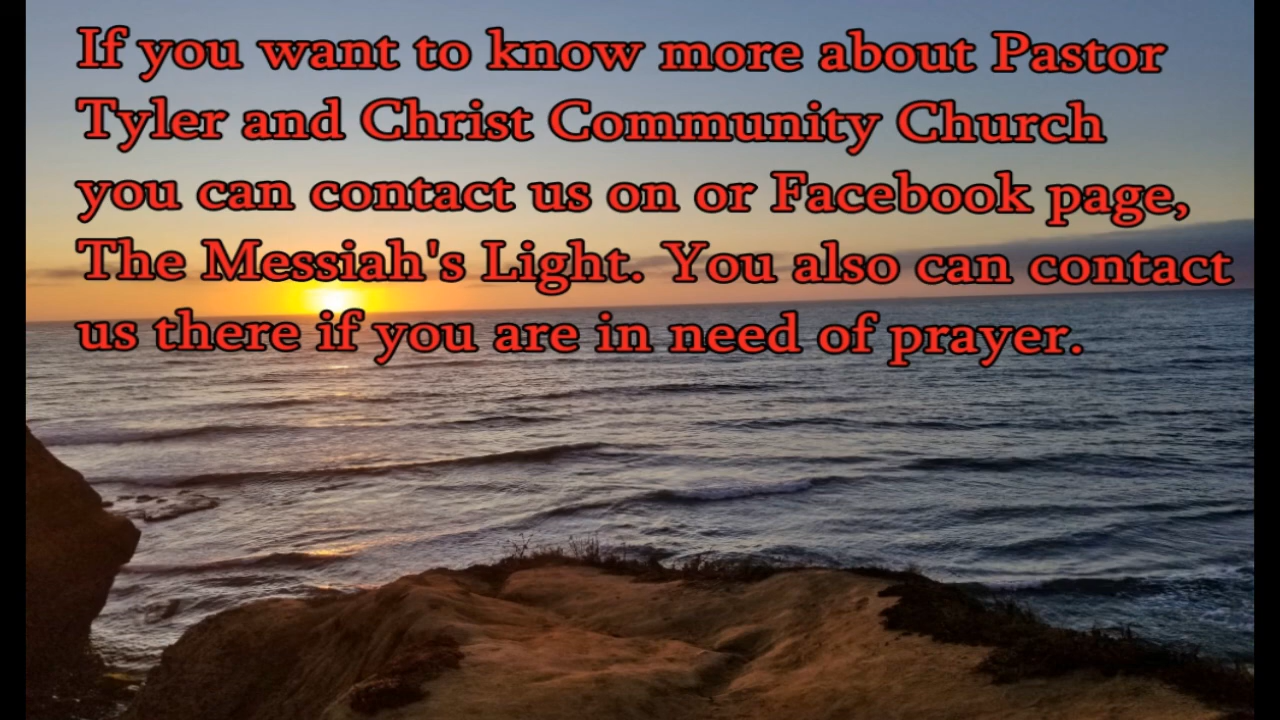 If you want to know more about Pastor
Tyler and Christ Community Church
you can contact us on or Facebook page,
The Messiah's Light. You also can contact
us there if you are in need of prayer.